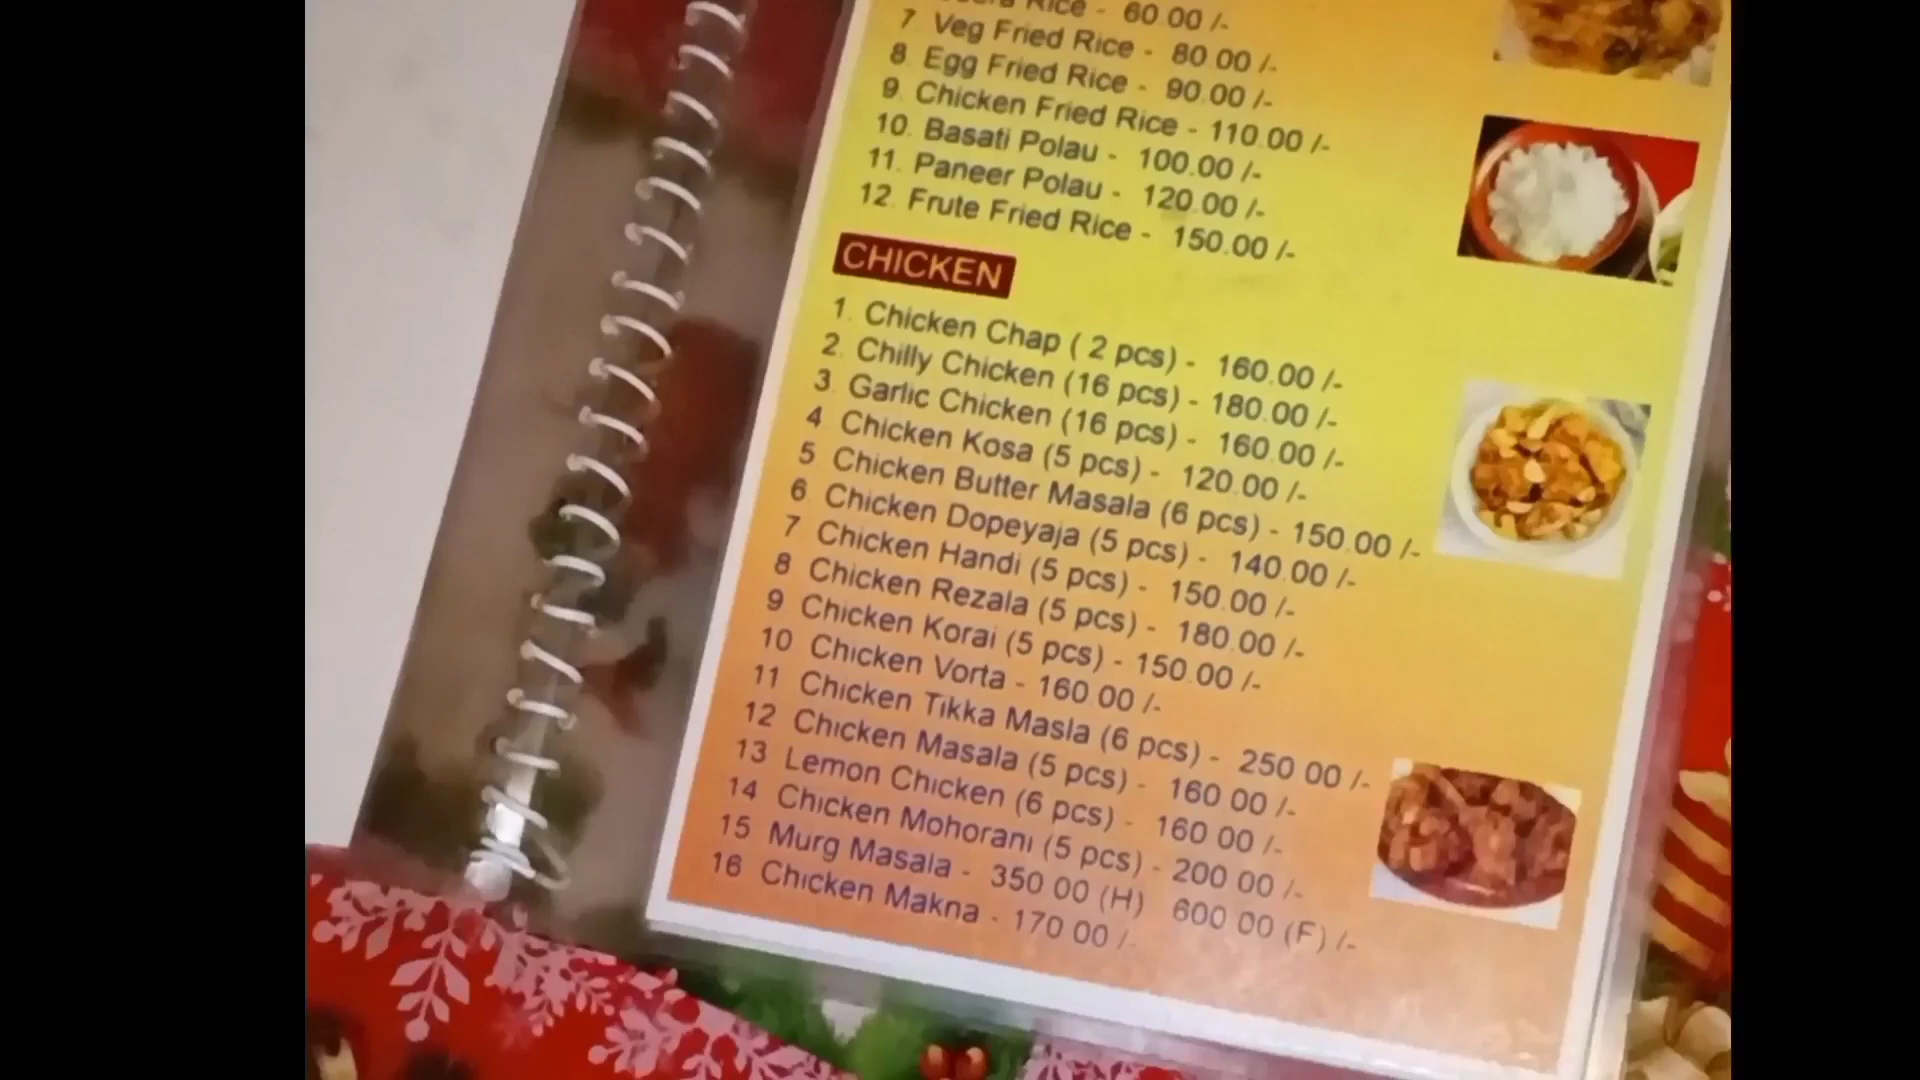 Rice - 60.00 /-
7 Veg Fried Rice - 80 00 /-
8 Egg Fried Rice - 90.00 /-
9. Chicken Fried Rice - 110 00 /-
10. Basati Polau - 100.00 /-
11. Paneer Polau - 120.00 /-
12. Frute Fried Rice - 150.00 /-
CHICKEN
1. Chicken Chap ( 2 pcs) - 160.00 /-
2. Chilly Chicken (16 pcs) - 180.00 /-
3. Garlic Chicken (16 pcs) - 160.00 /-
4 Chicken Kosa (5 pcs) - 120.00 /-
5 Chicken Butter Masala (6 pcs) - 150.00 /-
6 Chicken Dopeyaja (5 pcs) - 140.00 /-
7 Chicken Handi (5 pcs) - 150.00 /-
8 Chicken Rezala (5 pcs) - 180.00 /-
9 Chicken Korai (5 pcs) - 150.00 /-
10 Chicken Vorta - 160 00 /-
11 Chicken Tikka Masla (6 pcs) - 250 00 /-
12 Chicken Masala (5 pcs) - 160 00 /-
13 Lemon Chicken (6 pcs) - 160 00 /-
14 Chicken Mohorani (5 pcs) - 200 00 /-
15 Murg Masala - 350 00 (H) 600 00 (F) /-
16 Chicken Makna - 170 00 /-